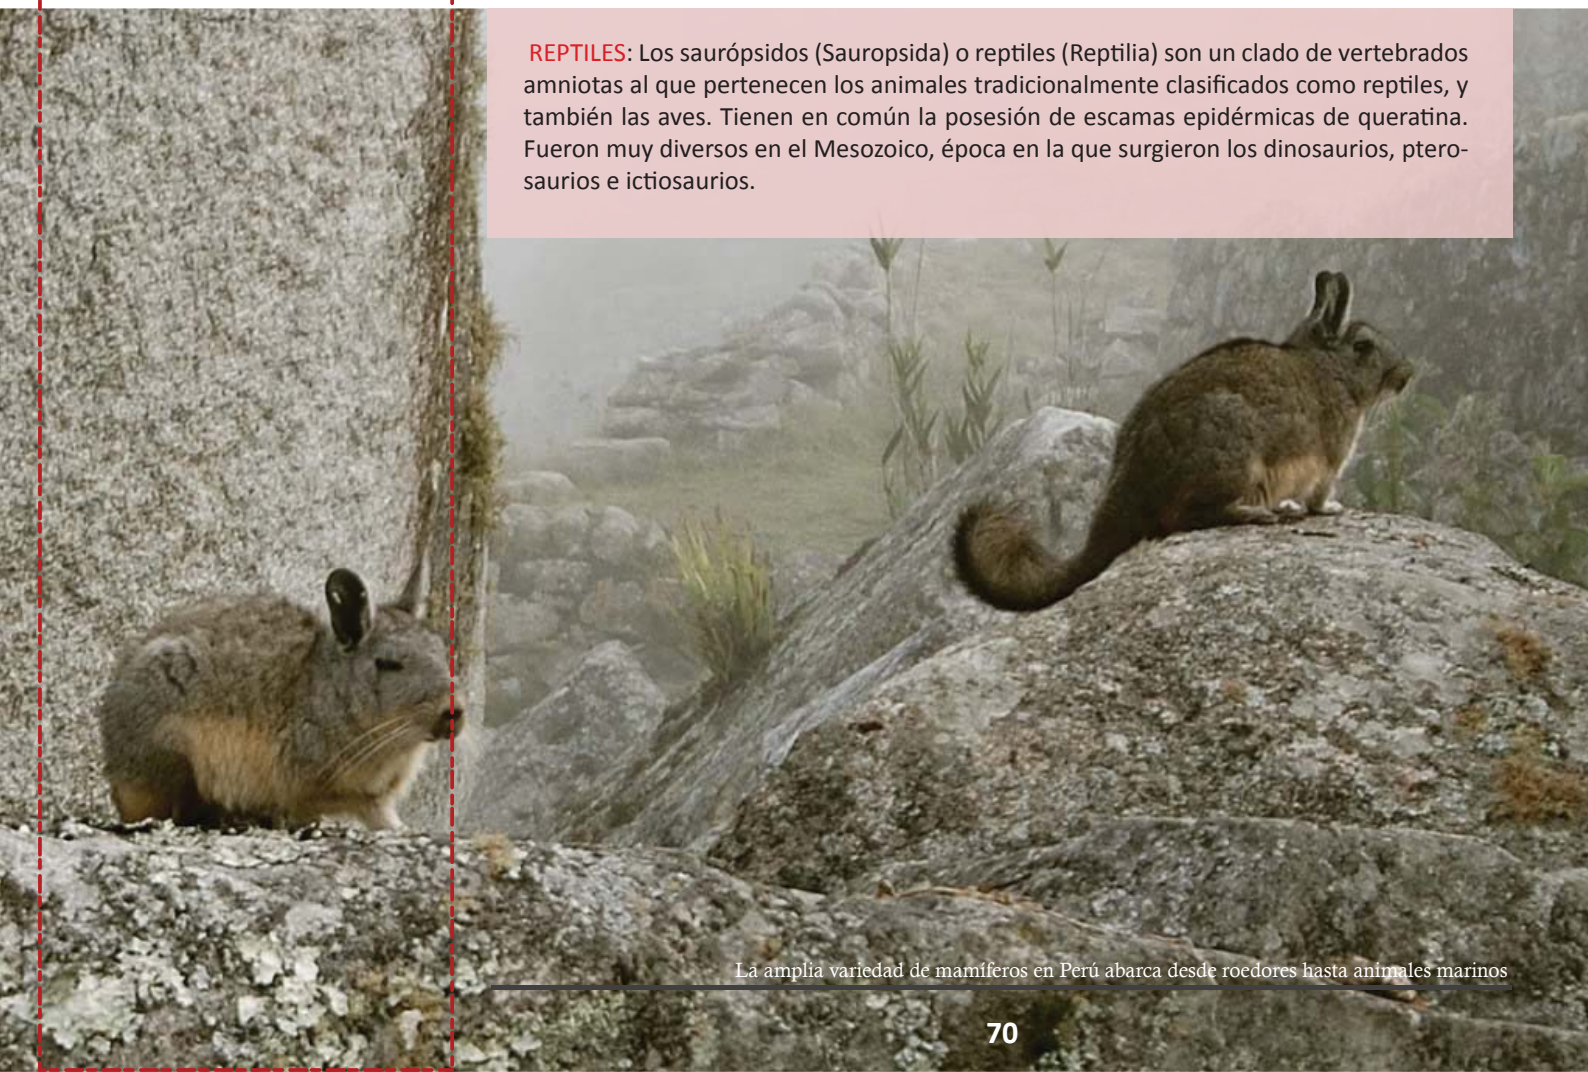 REPTILES: Los saurópsidos (Sauropsida) o reptiles (Reptilia) son un clado de vertebrados
amniotas al que pertenecen los animales tradicionalmente clasificados como reptiles, y
también las aves. Tienen en común la posesión de escamas epidérmicas de queratina.
Fueron muy diversos en el Mesozoico, época en la que surgieron los dinosaurios, ptero-
saurios e ictiosaurios.
La amplia variedad de mamíferos en Perú abarca desde roedores hasta animales marinos
70